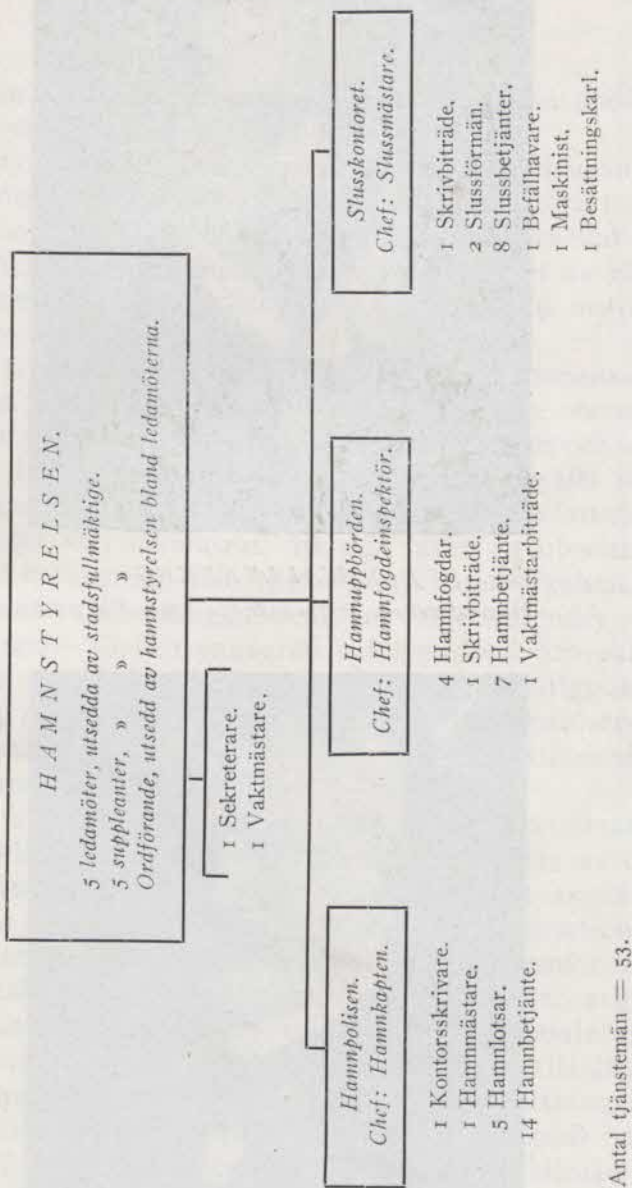 HAMNSTYRELSEN.
5 ledamöter, utsedda av stadsfullmäktige.
5 suppleanter, » » »
Ordförande, utsedd av hamnstyrelsen bland ledamöterna.
1 Sekreterare.
1 Vaktmästare.
Hamnpolisen.
Chef: Hamnkapten.
1 Kontorsskrivare.
1 Hamnmästare.
5 Hamnlotsar.
14 Hamnbetjänte.
Hamnuppbörden.
Chef: Hamnfogdeinspektör.
4 Hamnfogdar.
1 Skrivbiträde.
7 Hamnbetjänte.
1 Vaktmästarbiträde.
Slusskontoret.
Chef: Slussmästare.
1 Skrivbiträde.
2 Slussförmän.
8 Slussbetjänter.
1 Befälhavare.
1 Maskinist.
1 Besättningskarl.
Antal tjänstemän = 53.